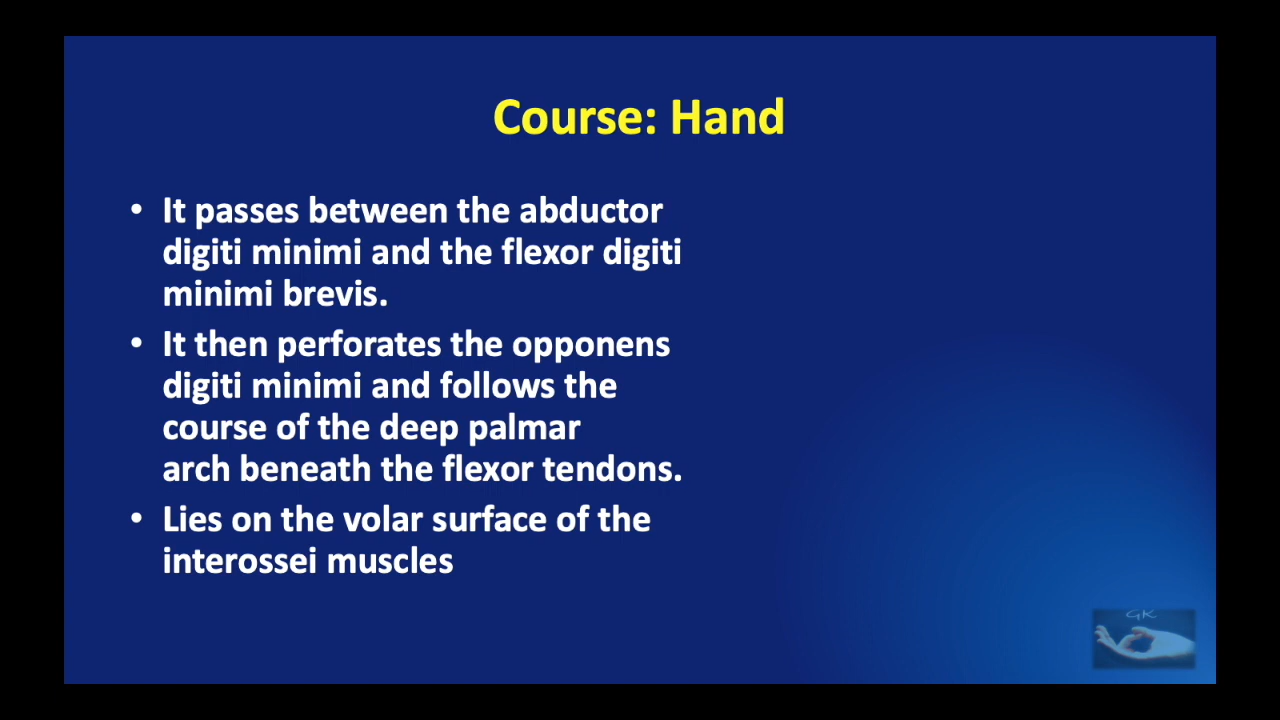 Course: Hand
• It passes between the abductor
digiti minimi and the flexor digiti
minimi brevis.
• It then perforates the opponens
digiti minimi and follows the
course of the deep palmar
arch beneath the flexor tendons.
• Lies on the volar surface of the
interossei muscles
GK